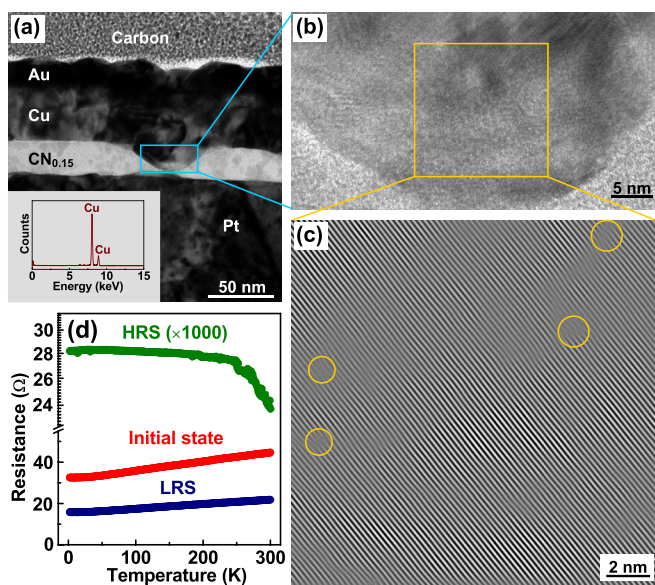 (a)
Carbon
Au
Cu
CN0.15
Pt
50 nm
Counts
Cu
Cu
0 5 10 15
Energy (keV)
(b)
5 nm
(c)
2 nm
(d)
HRS (×1000)
Initial state
LRS
Resistance (Ω)
30
28
26
24
40
20
0
0 100 200 300
Temperature (K)